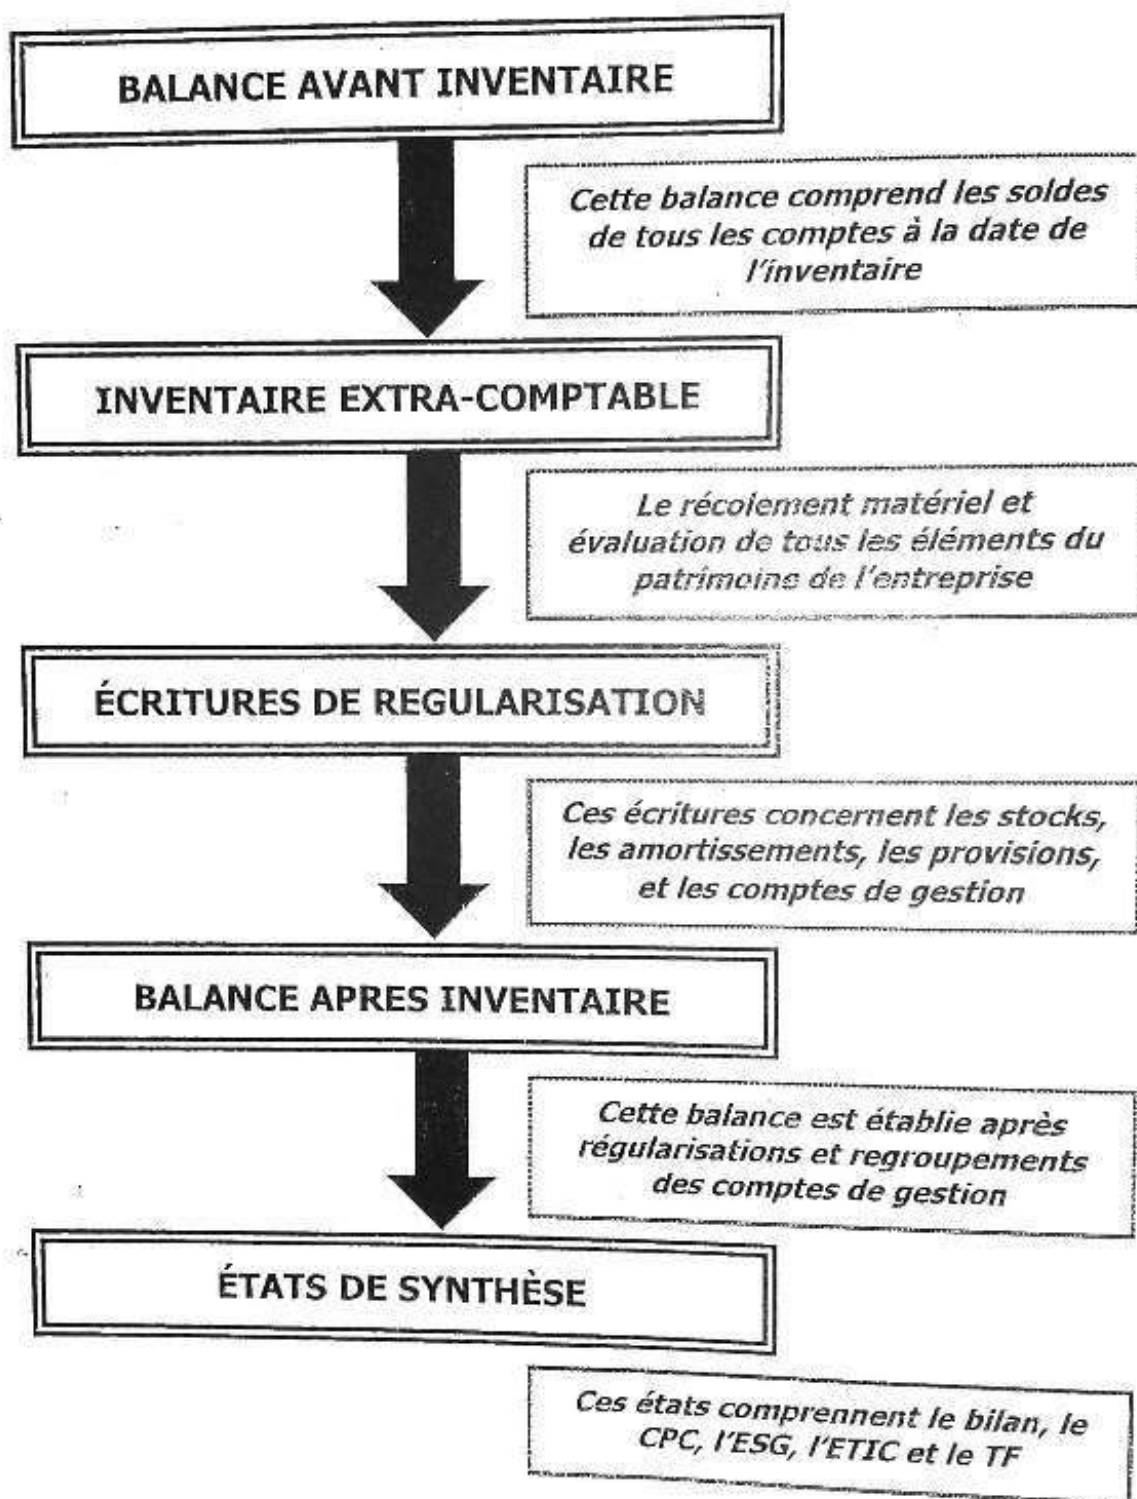 BALANCE AVANT INVENTAIRE
Cette balance comprend les soldes
de tous les comptes à la date de
l'inventaire
INVENTAIRE EXTRA-COMPTABLE
Le récolement matériel et
évaluation de tous les éléments du
patrimoine de l'entreprise
ÉCRITURES DE REGULARISATION
Ces écritures concernent les stocks,
les amortissements, les provisions,
et les comptes de gestion
BALANCE APRES INVENTAIRE
Cette balance est établie après
régularisations et regroupements
des comptes de gestion
ÉTATS DE SYNTHÈSE
Ces états comprennent le bilan, le
CPC, l'ESG, l'ETIC et le TF